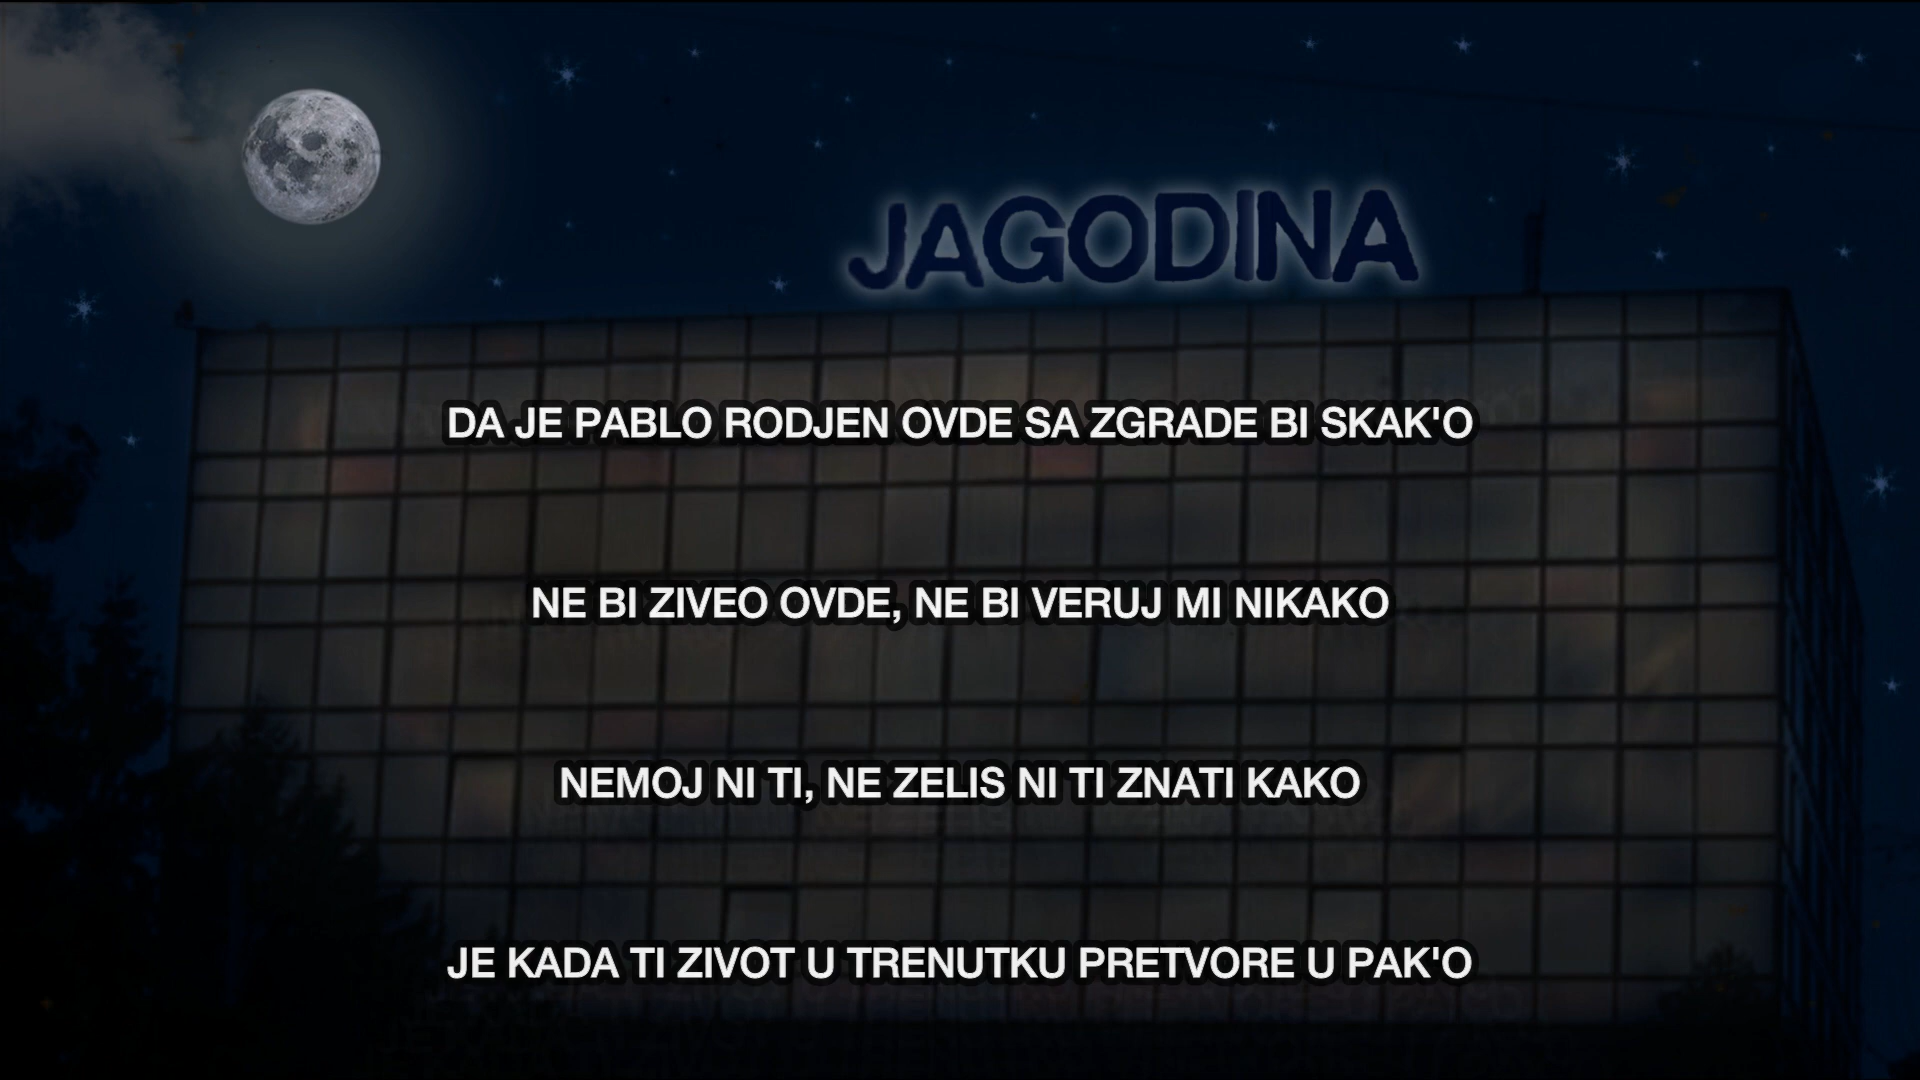 JAGODINA
DA JE PABLO RODJEN OVDE SA ZGRADE BI SKAK'O
NE BI ZIVEO OVDE, NE BI VERUJ MI NIKAKO
NEMOJ NI TI, NE ZELIS NI TI ZNATI KAKO
JE KADA TI ZIVOT U TRENUTKU PRETVORE U PAK'O